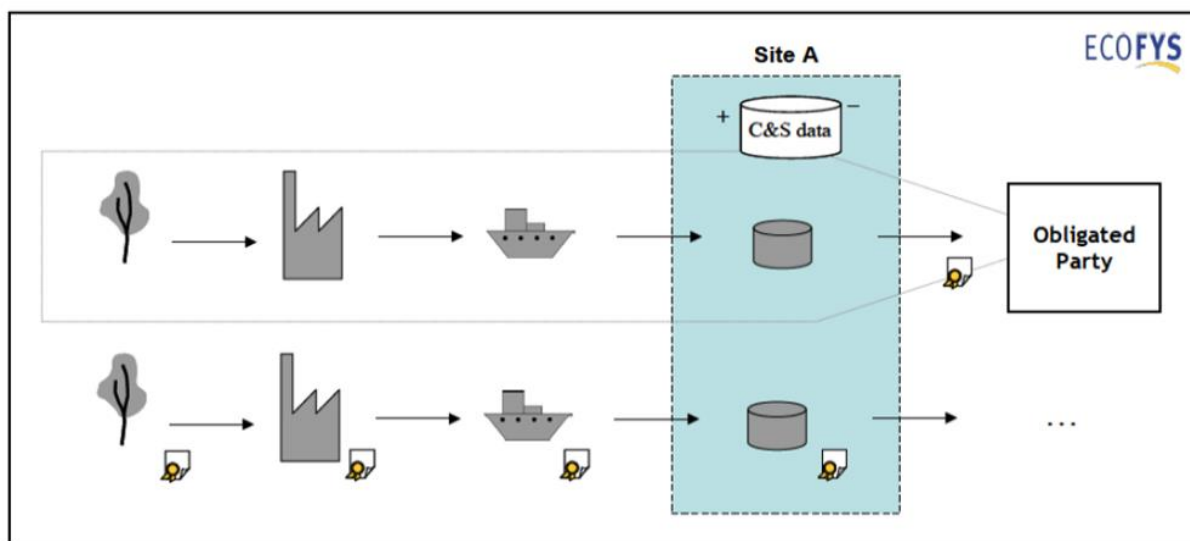 ECOFYS
Site A
+
C&S data
−
Obligated
Party
...